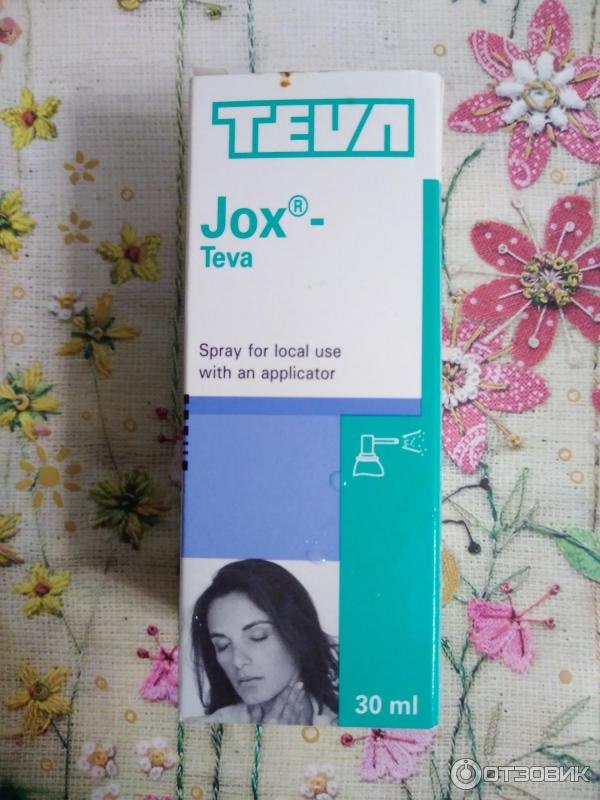 TEVA
Jox®-
Teva
Spray for local use
with an applicator
30 ml
ОТЗОВИК